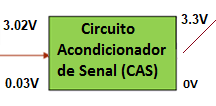 3.02V
Circuito
Acondicionador
de Senal (CAS)
3.3V
0.03V
0V